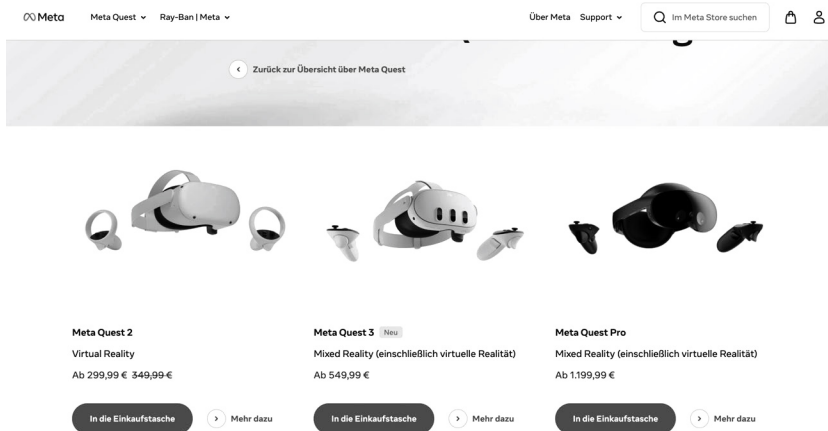 Meta
Meta Quest
Ray-Ban | Meta
Über Meta
Support
Im Meta Store suchen
Zurück zur Übersicht über Meta Quest
Meta Quest 2
Virtual Reality
Ab 299,99 € 349,99 €
In die Einkaufstasche
Mehr dazu
Meta Quest 3 Neu
Mixed Reality (einschließlich virtuelle Realität)
Ab 549,99 €
In die Einkaufstasche
Mehr dazu
Meta Quest Pro
Mixed Reality (einschließlich virtuelle Realität)
Ab 1.199,99 €
In die Einkaufstasche
Mehr dazu